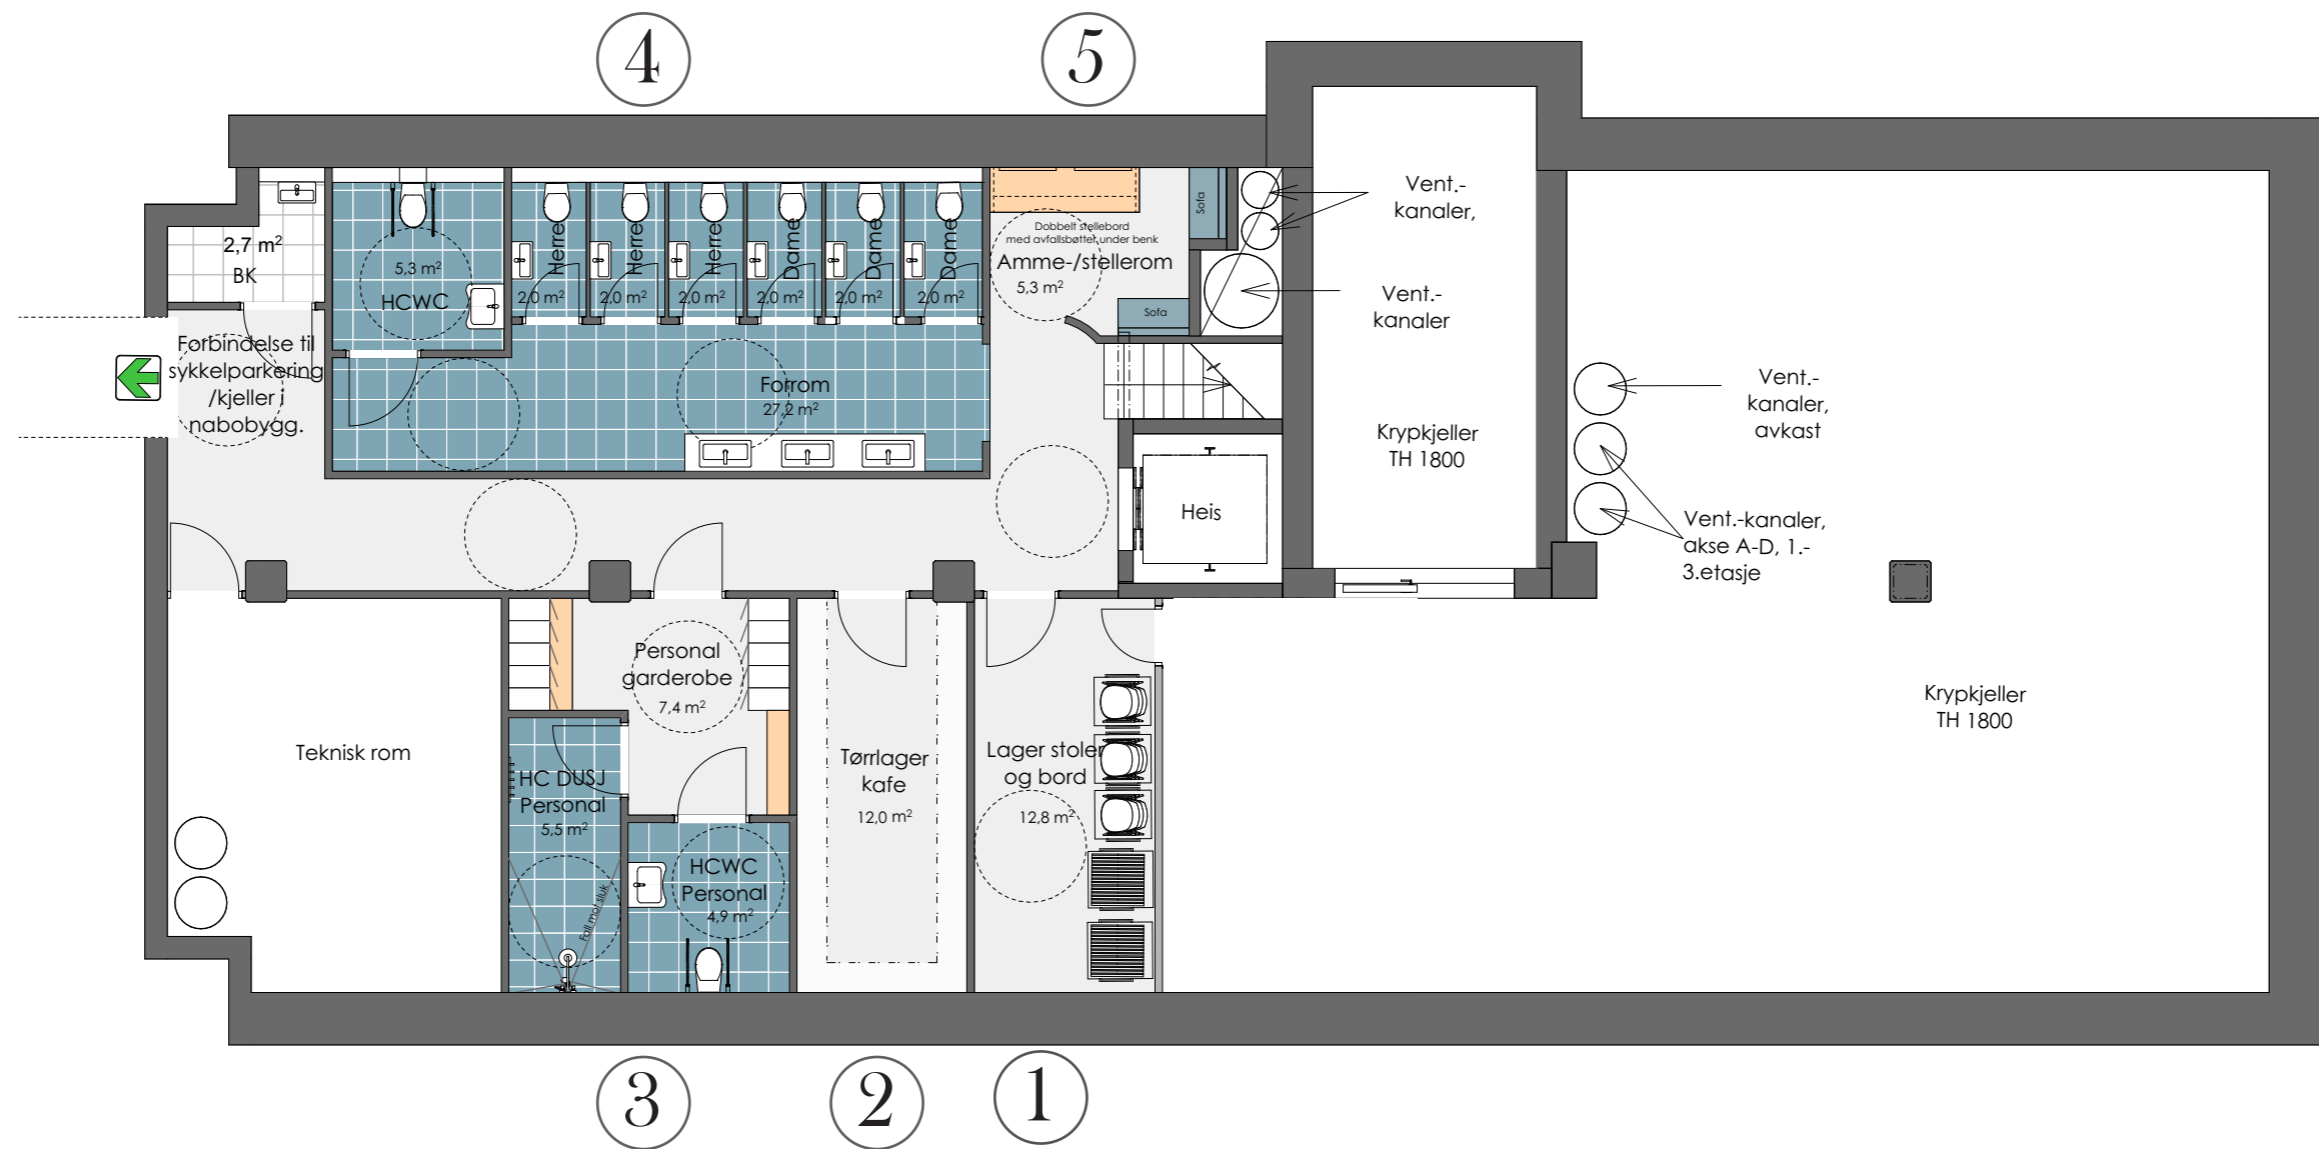 4
5
2,7 m²
BK
5,3 m²
HCWC
Herre
Herre
Herre
Dame
Dame
Dame
2,0 m²
2,0 m²
2,0 m²
2,0 m²
2,0 m²
2,0 m²
Dobbelt stellebord
med avfallsbøtter under benk
Amme-/stellerom
5,3 m²
Sofa
Sofa
Vent.-
kanaler,
Vent.-
kanaler
Krypkjeller
TH 1800
Vent.-
kanaler,
avkast
Vent.-kanaler,
akse A-D, 1.-
3.etasje
Forbindelse til
sykkelparkering
/kjeller i
nabobygg.
Forrom
27,2 m²
Heis
Teknisk rom
Personal
garderobe
7,4 m²
HC DUSJ
Personal
5,5 m²
Fall mot sluk
HCWC
Personal
4,9 m²
Tørrlager
kafe
12,0 m²
Lager stoler
og bord
12,8 m²
Krypkjeller
TH 1800
3
2
1